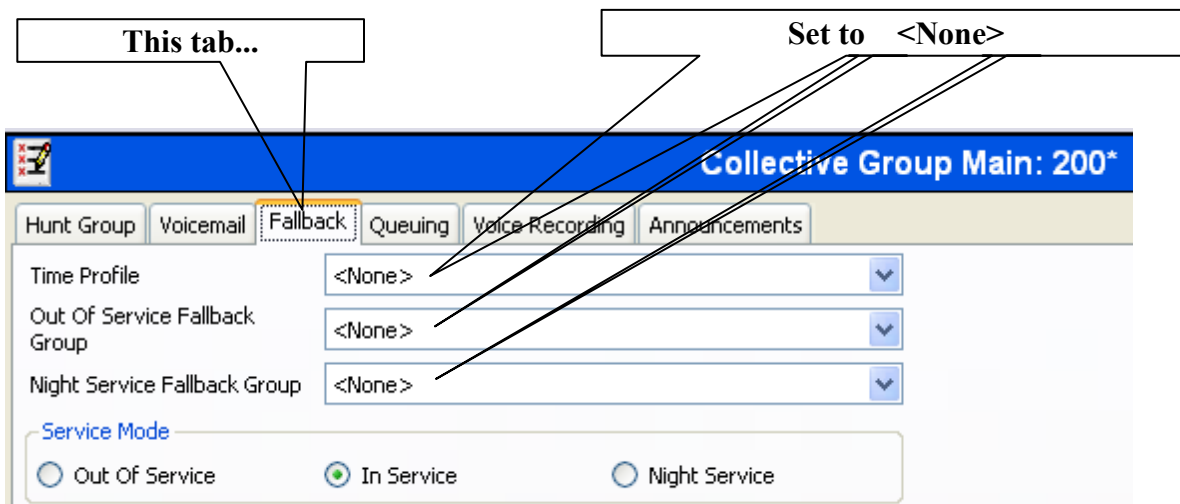 This tab...
Set to <None>
Collective Group Main: 200*
Hunt Group Voicemail Fallback Queuing Voice Recording Announcements
Time Profile <None>
Out Of Service Fallback
Group <None>
Night Service Fallback Group <None>
Service Mode
Out Of Service In Service Night Service